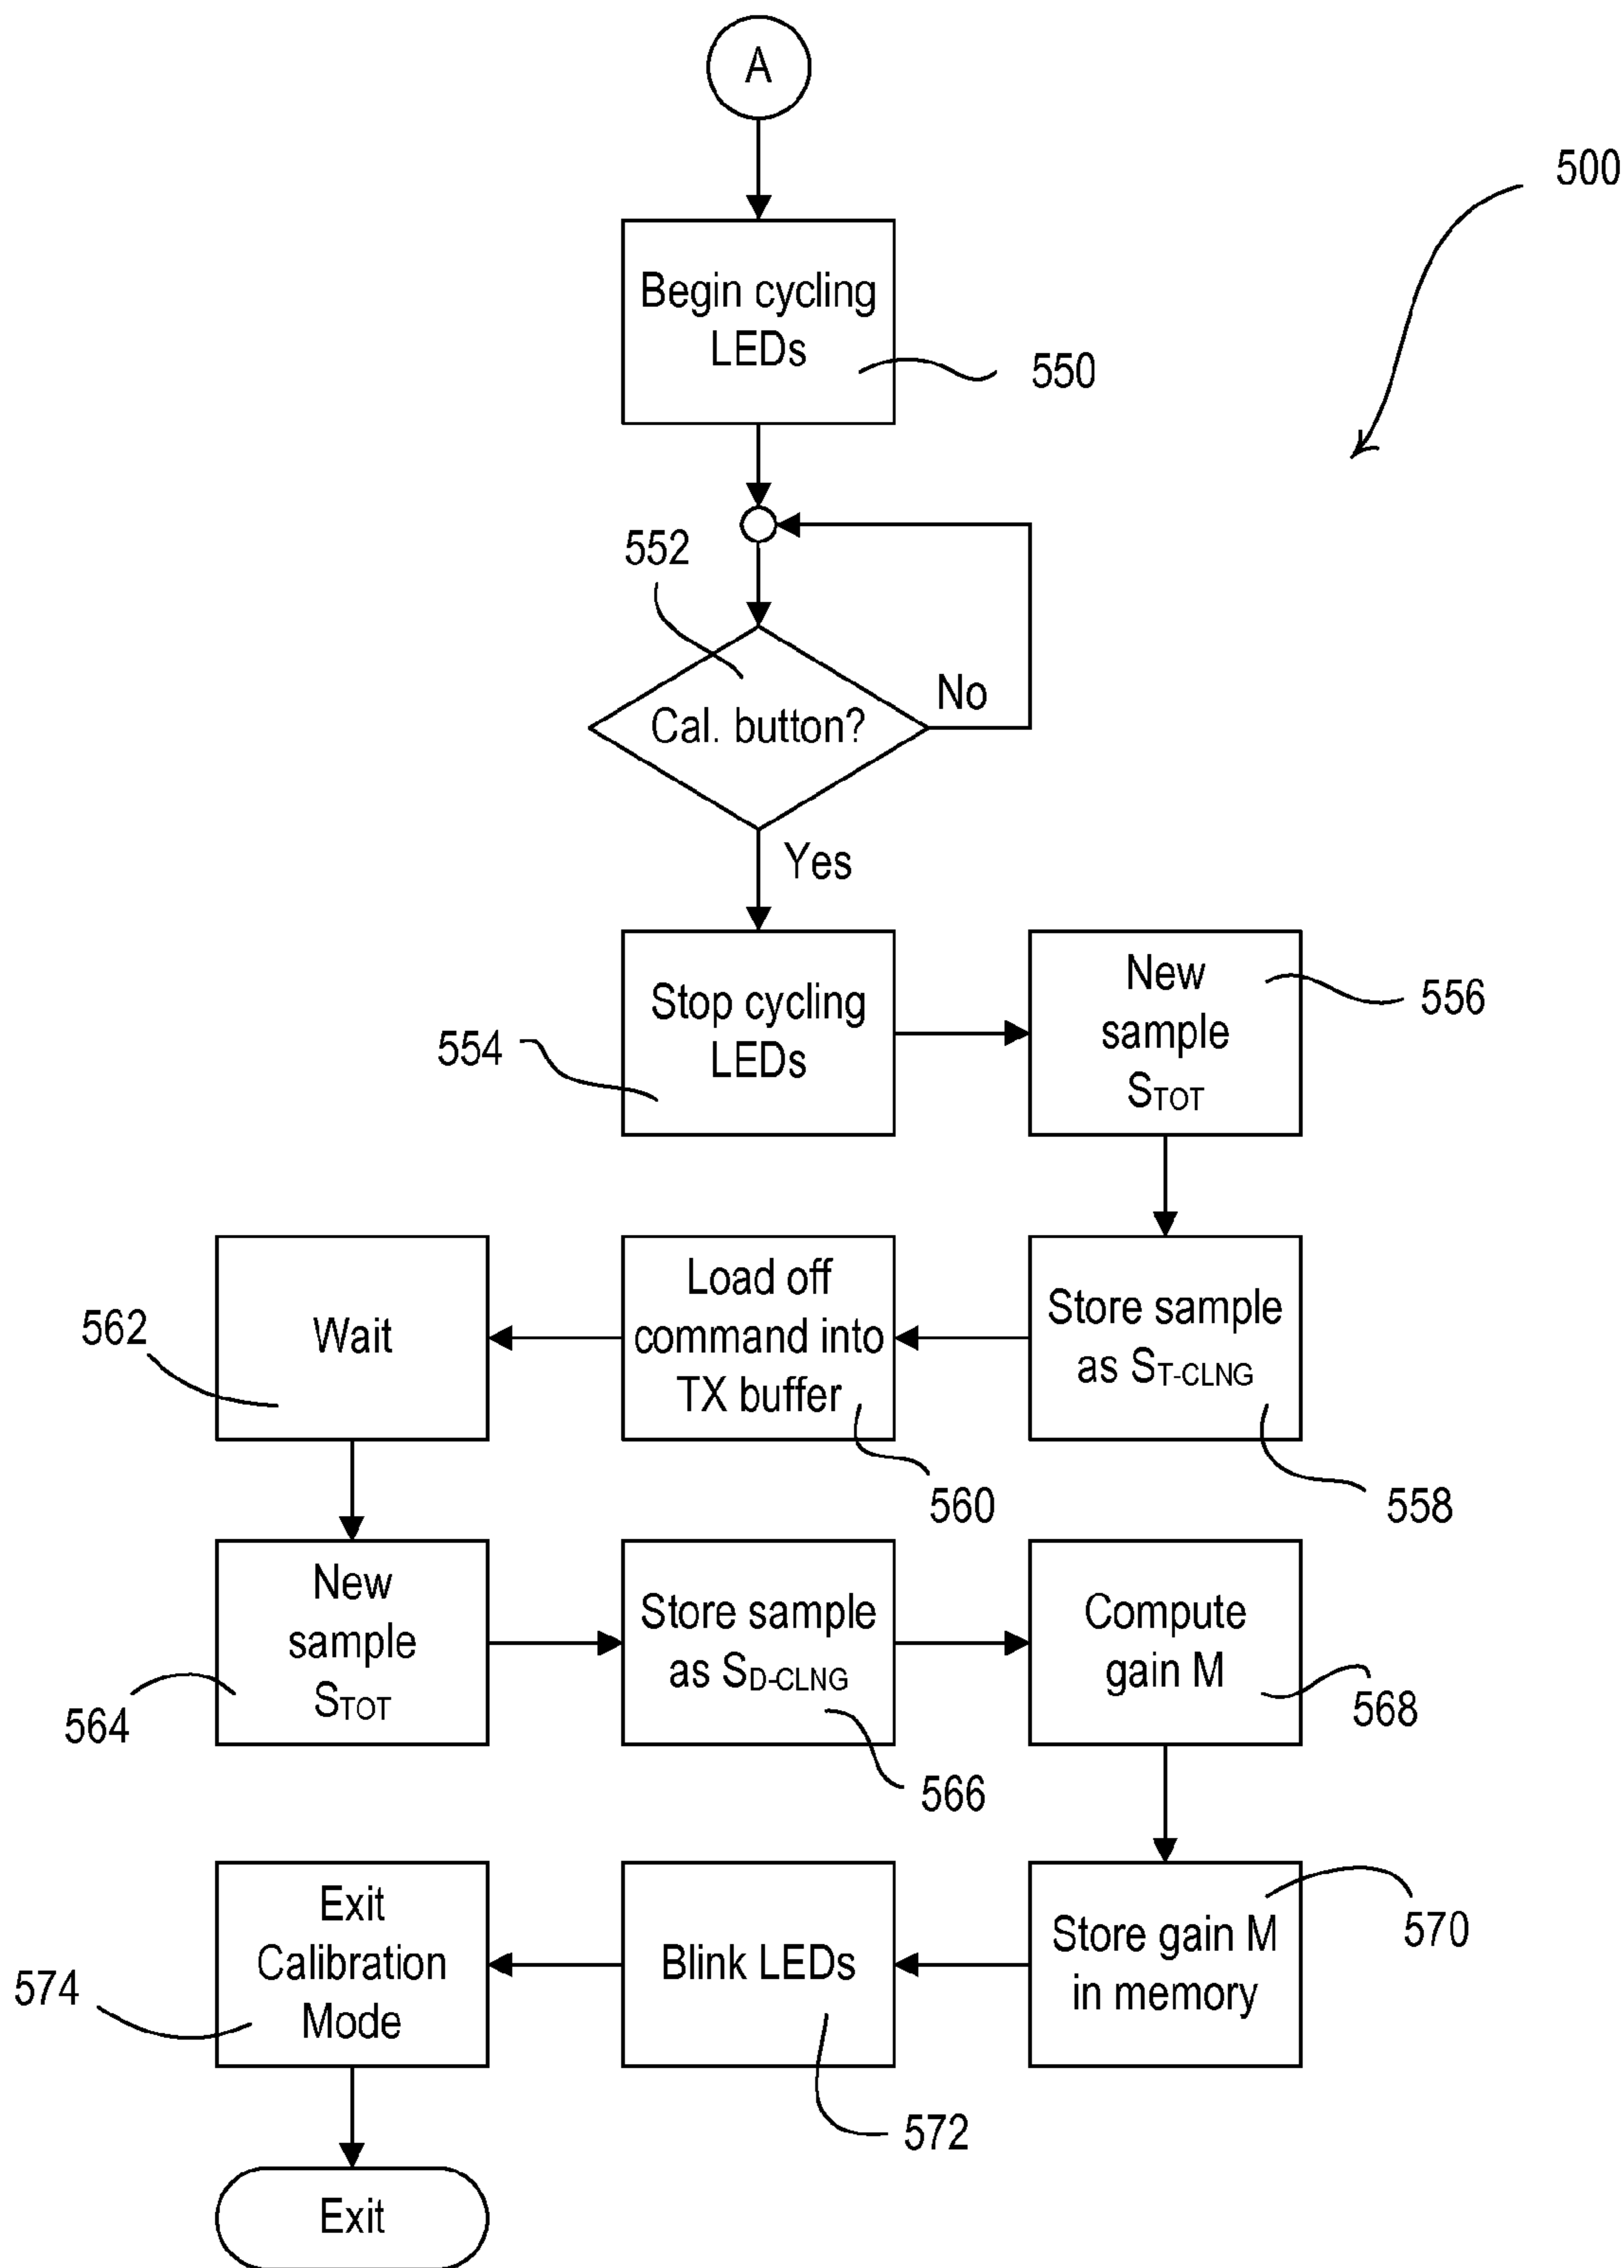 A
500
Begin cycling
LEDs
550
552
Cal. button?
No
Yes
Stop cycling
LEDs
554
New
sample
STOT
556
Wait
562
Load off
command into
TX buffer
560
Store sample
as ST-CLNG
558
New
sample
STOT
564
Store sample
as SD-CLNG
566
Compute
gain M
568
Exit
Calibration
Mode
574
Blink LEDs
572
Store gain M
in memory
570
Exit